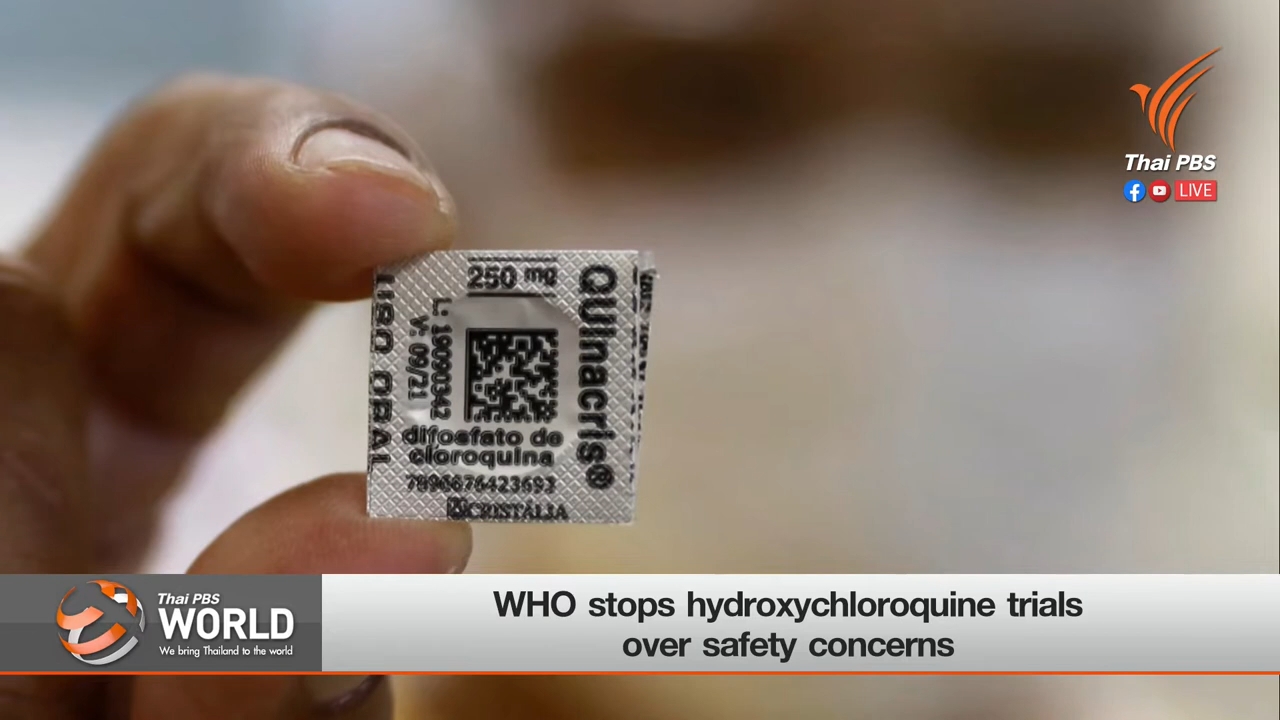 Thai PBS
LIVE
250 mg
QUInacris®
L: 19090342
V: 09/21
USO ORAL
difosfato de
cloroquina
7896676423693
CRISTÁLIA
Thai PBS
WORLD
We bring Thailand to the world
WHO stops hydroxychloroquine trials
over safety concerns